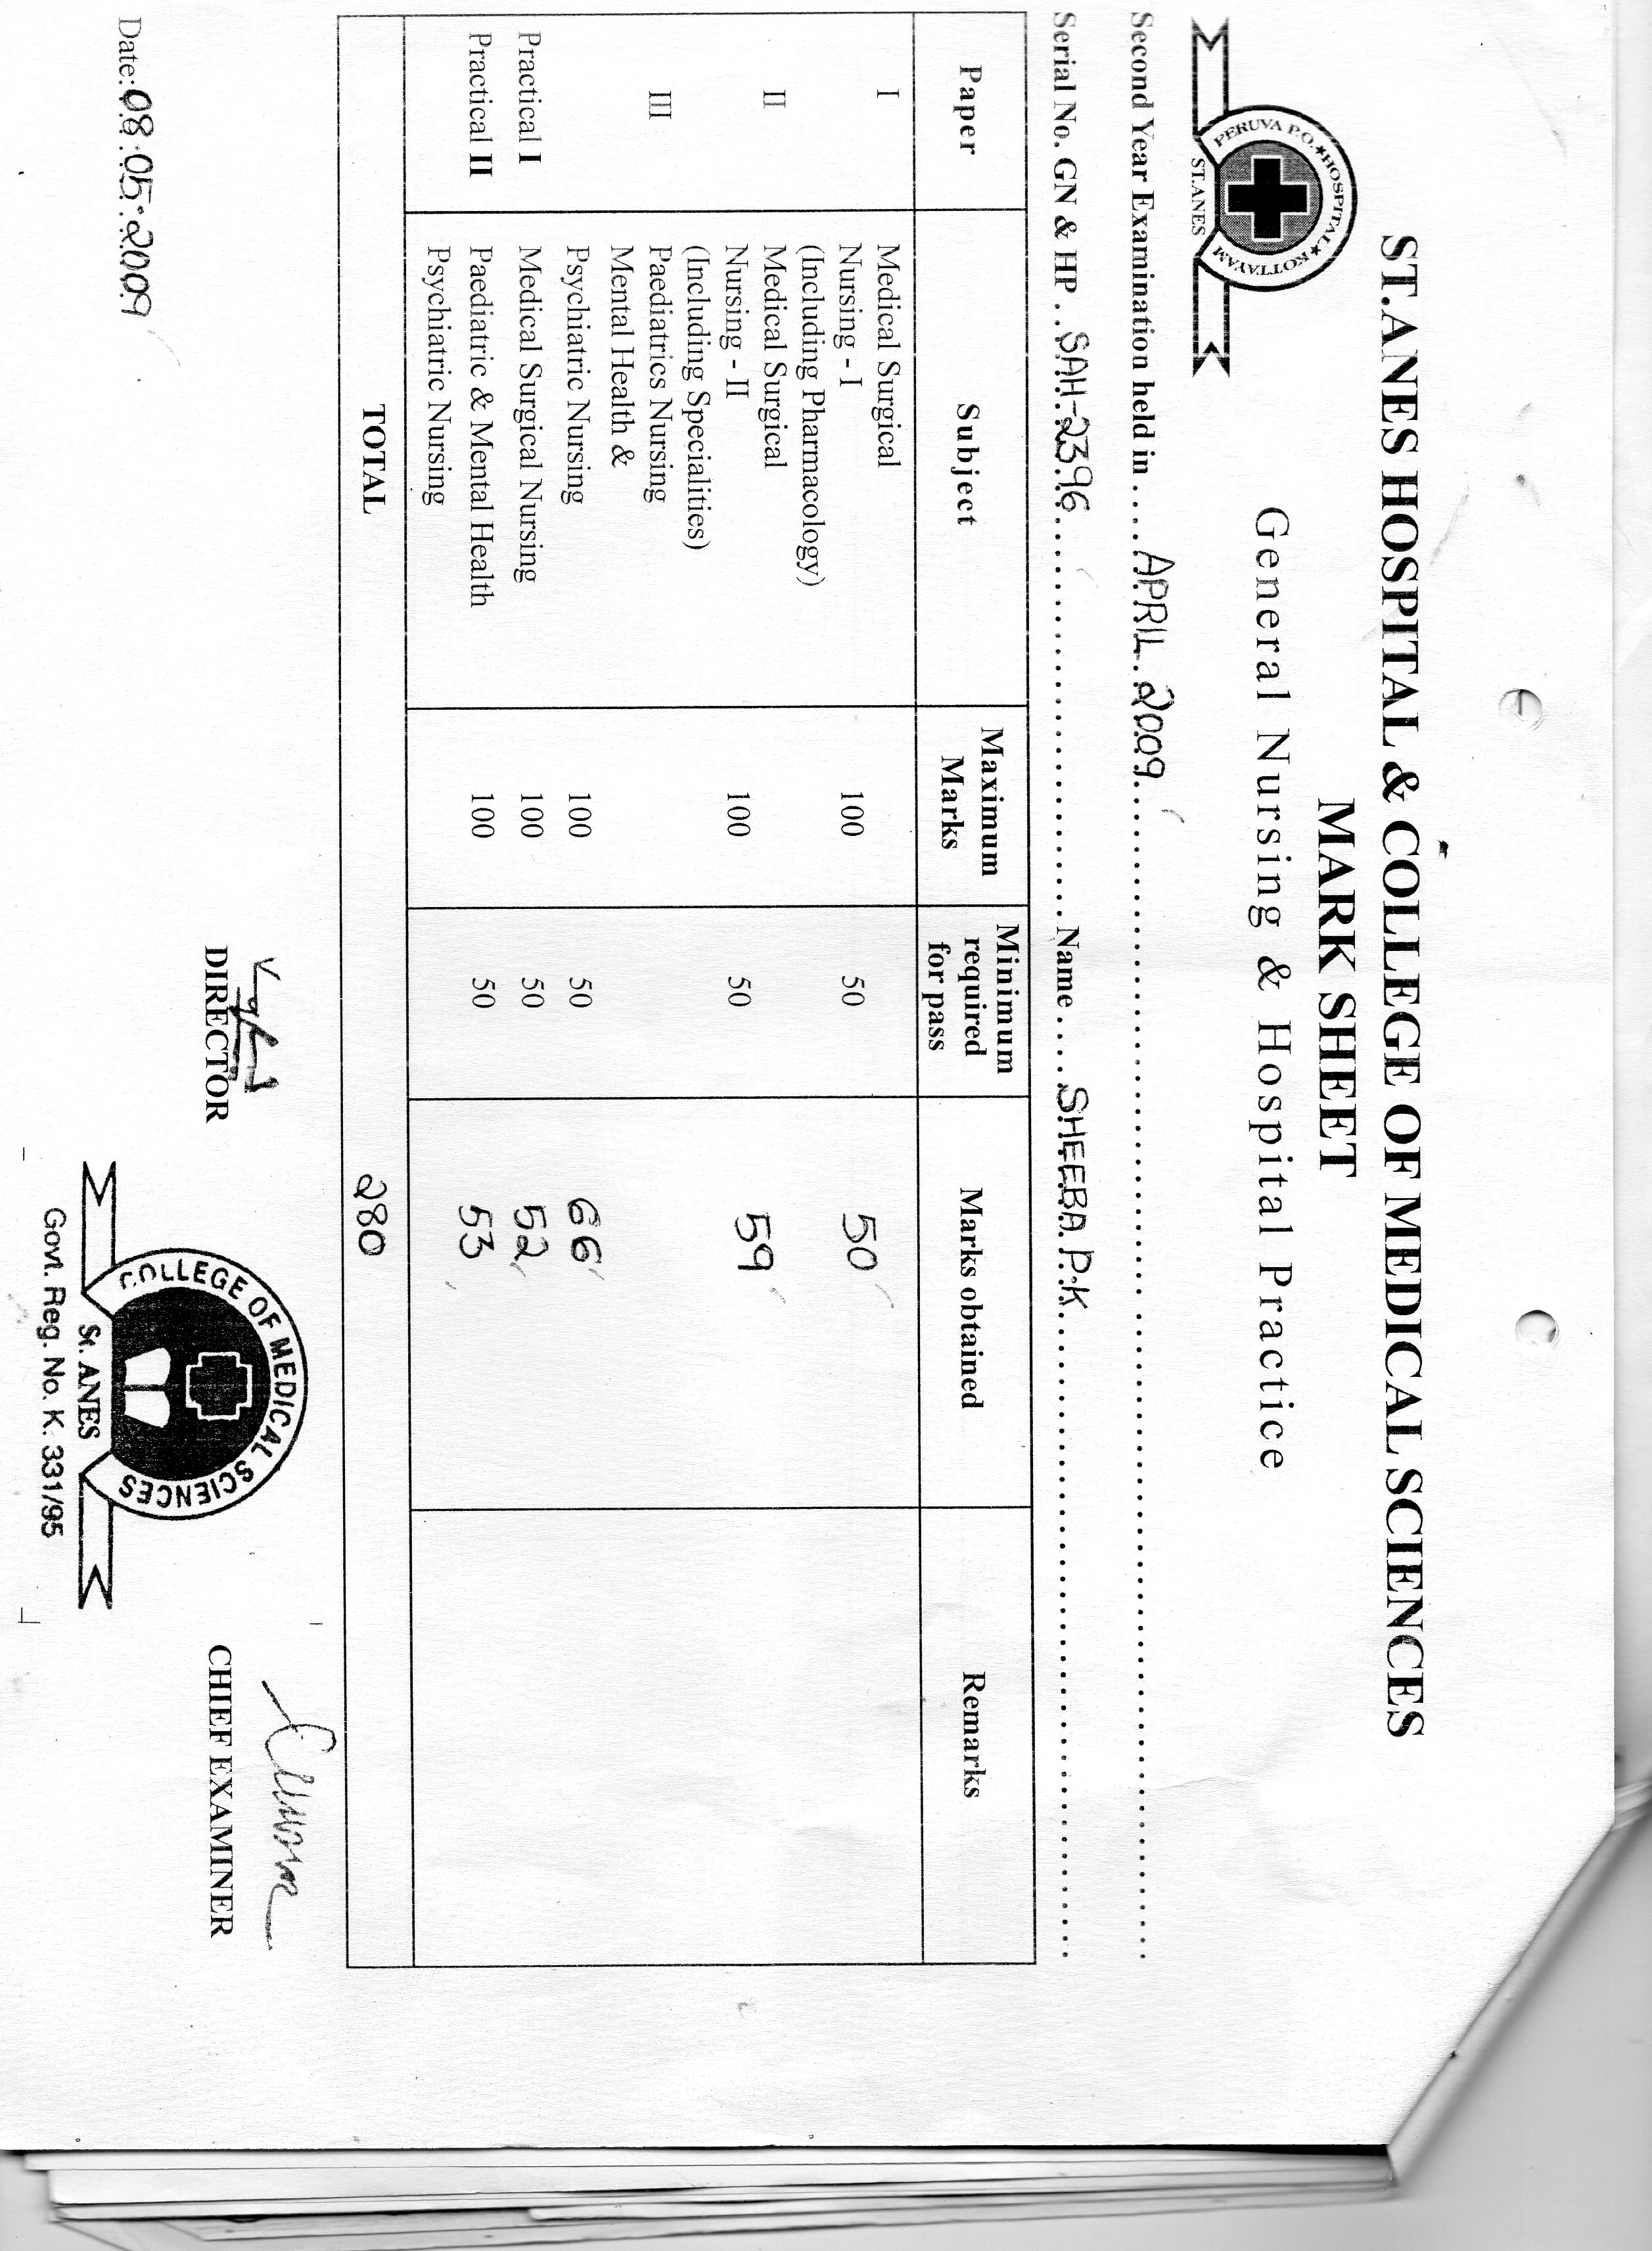 ST.ANES HOSPITAL & COLLEGE OF MEDICAL SCIENCES
MARK SHEET
General Nursing & Hospital Practice
PERUVA P.O.★HOSPITAL★KOTTAYAM
ST.ANES
Second Year Examination held in .... APRIL. 2009
Serial No. GN & HP .. SAH-2396 Name .... SHEEBA P.K
Paper Subject Maximum Marks Minimum required for pass Marks obtained Remarks
I Medical Surgical
Nursing - I 100 50 50
(Including Pharmacology)
II Medical Surgical
Nursing - II 100 50 59
(Including Specialities)
III Paediatrics Nursing
Mental Health &
Psychiatric Nursing 100 50 66
Practical I Medical Surgical Nursing 100 50 52
Practical II Paediatric & Mental Health 100 50 53
Psychiatric Nursing
TOTAL 280
DIRECTOR
CHIEF EXAMINER
Date: 08:05:2009
COLLEGE OF MEDICAL SCIENCES
St. ANES
Govt. Reg. No. K. 331/95